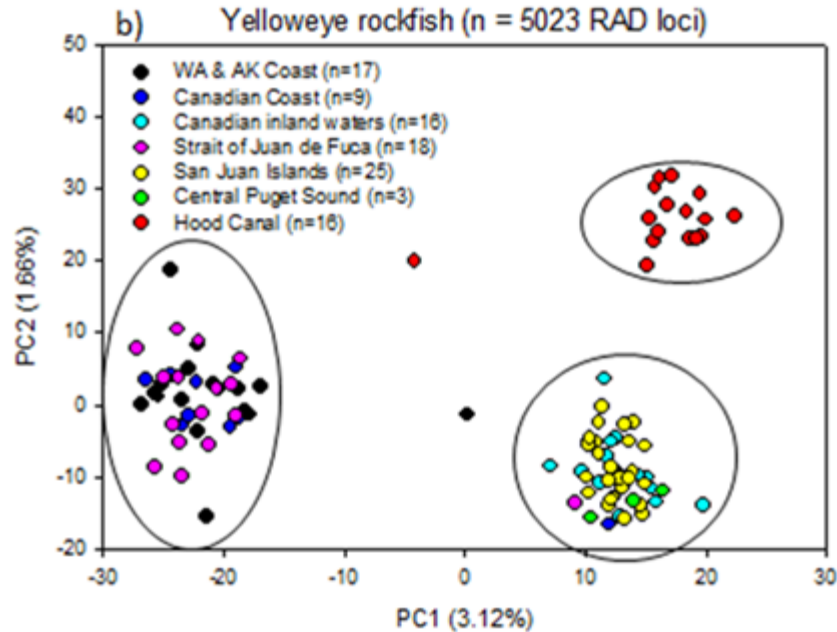 b) Yelloweye rockfish (n = 5023 RAD loci)
50
40
30
20
10
0
-10
-20
PC2 (1.66%)
WA & AK Coast (n=17)
Canadian Coast (n=9)
Canadian inland waters (n=16)
Strait of Juan de Fuca (n=18)
San Juan Islands (n=25)
Central Puget Sound (n=3)
Hood Canal (n=16)
-30 -20 -10 0 10 20 30
PC1 (3.12%)